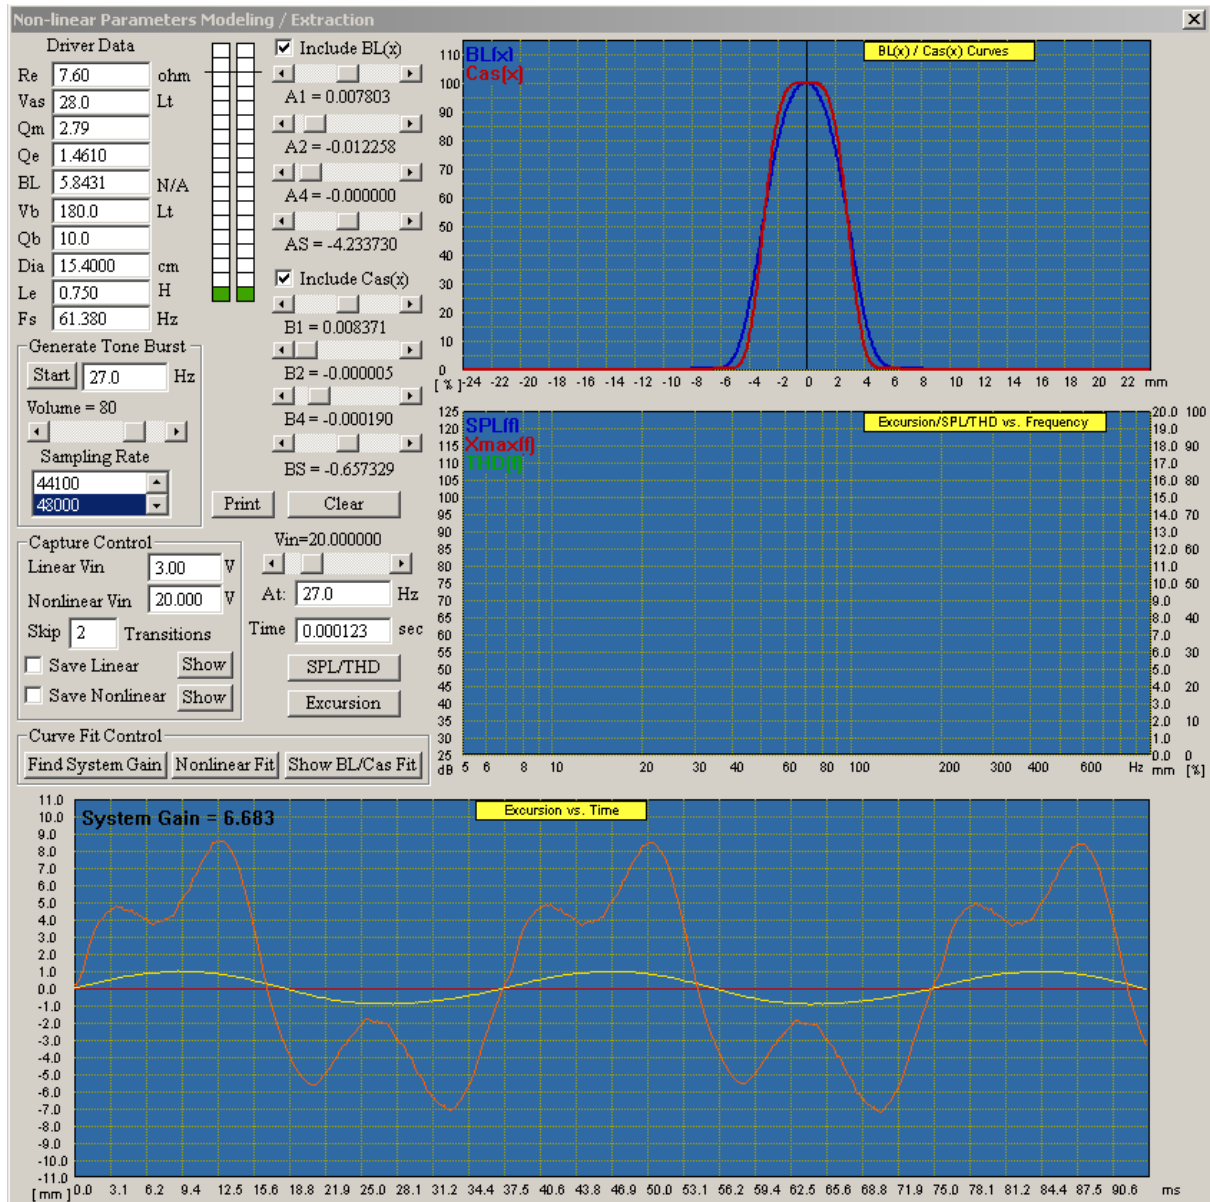 Non-linear Parameters Modeling / Extraction
Driver Data
Re 7.60 ohm
Vas 28.0 Lt
Qm 2.79
Qe 1.4610
BL 5.8431 N/A
Vb 180.0 Lt
Qb 10.0
Dia 15.4000 cm
Le 0.750 H
Fs 61.380 Hz
Generate Tone Burst
Start 27.0 Hz
Volume = 80
Sampling Rate
44100
48000
Include BL(x)
A1 = 0.007803
A2 = -0.012258
A4 = -0.000000
AS = -4.233730
Include Cas(x)
B1 = 0.008371
B2 = -0.000005
B4 = -0.000190
BS = -0.657329
Print Clear
Capture Control
Linear Vin 3.00 V
Nonlinear Vin 20.000 V
Skip 2 Transitions
Save Linear Show
Save Nonlinear Show
Vin=20.000000
At: 27.0 Hz
Time 0.000123 sec
SPL/THD
Excursion
Curve Fit Control
Find System Gain Nonlinear Fit Show BL/Cas Fit
BL(x) / Cas(x) Curves
BL(x)
Cas(x)
110
100
90
80
70
60
50
40
30
20
10
0
[ % ] -24 -22 -20 -18 -16 -14 -12 -10 -8 -6 -4 -2 0 2 4 6 8 10 12 14 16 18 20 22 mm
Excursion/SPL/THD vs. Frequency
SPL(f)
Xmax(f)
THD(f)
125 20.0 100
120 19.0
115 18.0 90
110 17.0
105 16.0 80
100 15.0
95 14.0 70
90 13.0
85 12.0 60
80 11.0
75 10.0 50
70 9.0
65 8.0 40
60 7.0
55 6.0 30
50 5.0
45 4.0 20
40 3.0
35 2.0 10
30 1.0
25 0.0 0
dB 5 6 8 10 20 30 40 60 80 100 200 300 400 600 Hz mm [%]
Excursion vs. Time
System Gain = 6.683
11.0
10.0
9.0
8.0
7.0
6.0
5.0
4.0
3.0
2.0
1.0
0.0
-1.0
-2.0
-3.0
-4.0
-5.0
-6.0
-7.0
-8.0
-9.0
-10.0
-11.0
[ mm ] 0.0 3.1 6.2 9.4 12.5 15.6 18.8 21.9 25.0 28.1 31.2 34.4 37.5 40.6 43.8 46.9 50.0 53.1 56.2 59.4 62.5 65.6 68.8 71.9 75.0 78.1 81.2 84.4 87.5 90.6 ms